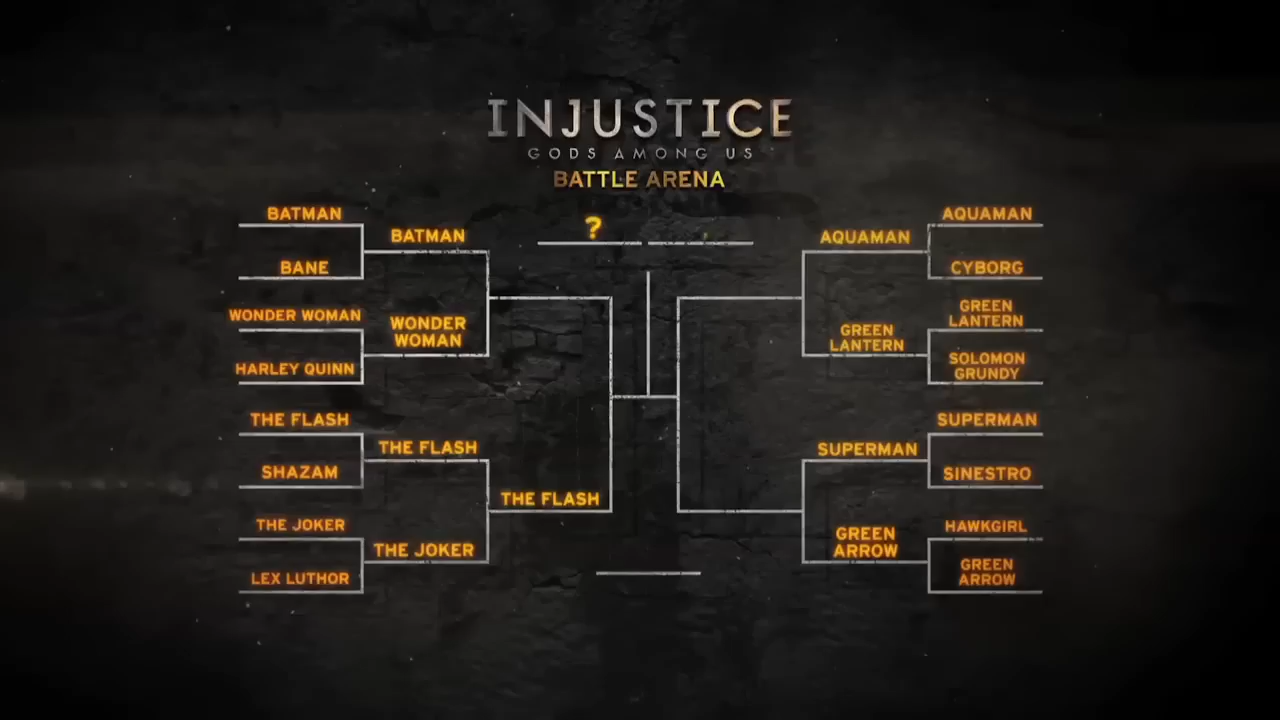 INJUSTICE
GODS AMONG US
BATTLE ARENA
?
BATMAN
BANE
WONDER WOMAN
HARLEY QUINN
THE FLASH
SHAZAM
THE JOKER
LEX LUTHOR
BATMAN
WONDER
WOMAN
THE FLASH
THE JOKER
THE FLASH
AQUAMAN
GREEN
LANTERN
SUPERMAN
GREEN
ARROW
AQUAMAN
CYBORG
GREEN
LANTERN
SOLOMON
GRUNDY
SUPERMAN
SINESTRO
HAWKGIRL
GREEN
ARROW